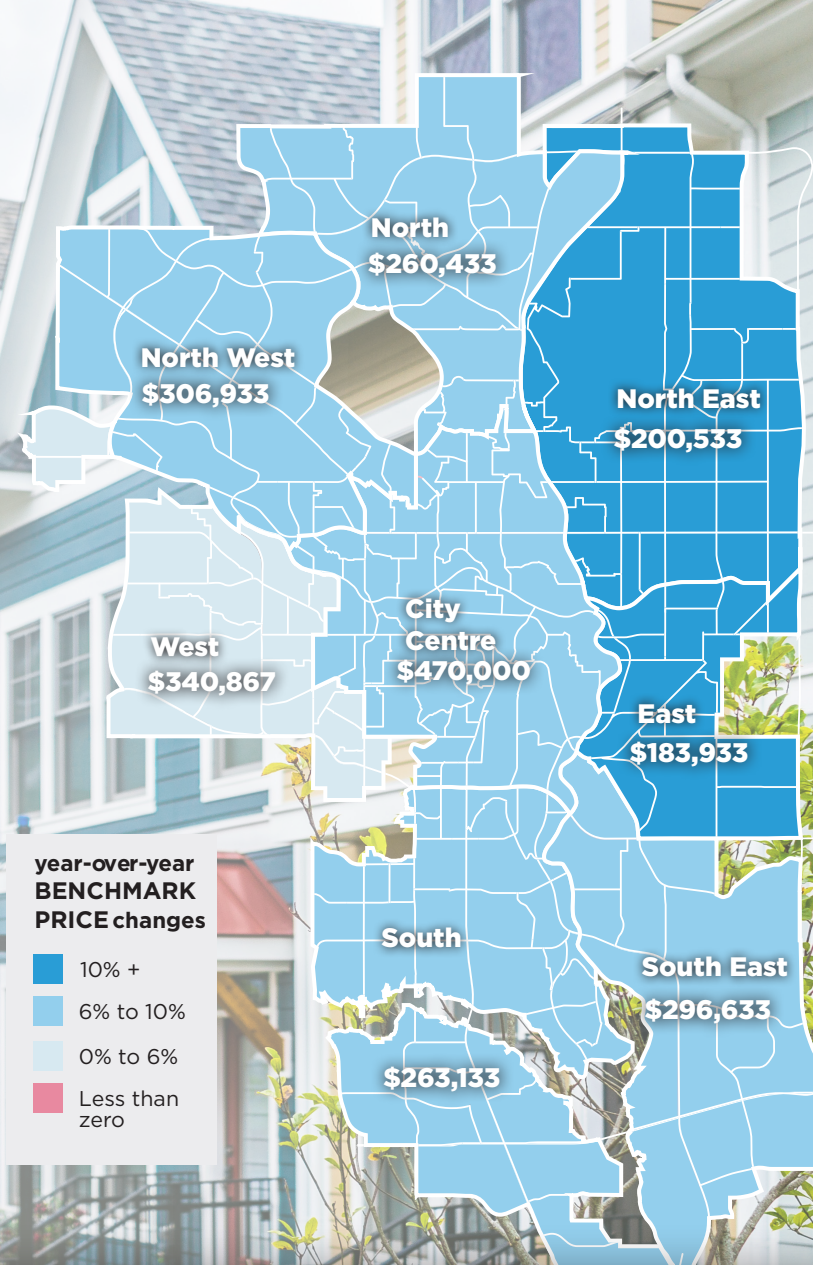 North
$260,433
North West
$306,933
North East
$200,533
City
Centre
$470,000
West
$340,867
East
$183,933
South
$263,133
South East
$296,633
year-over-year
BENCHMARK
PRICE changes
10% +
6% to 10%
0% to 6%
Less than
zero